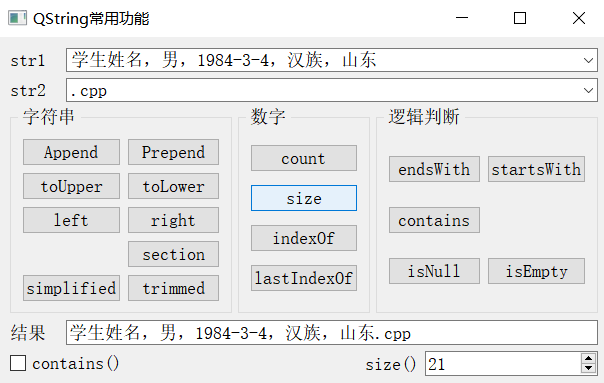 QString常用功能
str1 学生姓名，男，1984-3-4，汉族，山东
str2 .cpp
字符串 数字 逻辑判断
Append Prepend count endsWith startsWith
toUpper toLower size
left right indexOf contains
section
simplified trimmed lastIndexOf isNull isEmpty
结果 学生姓名，男，1984-3-4，汉族，山东.cpp
contains() size() 21